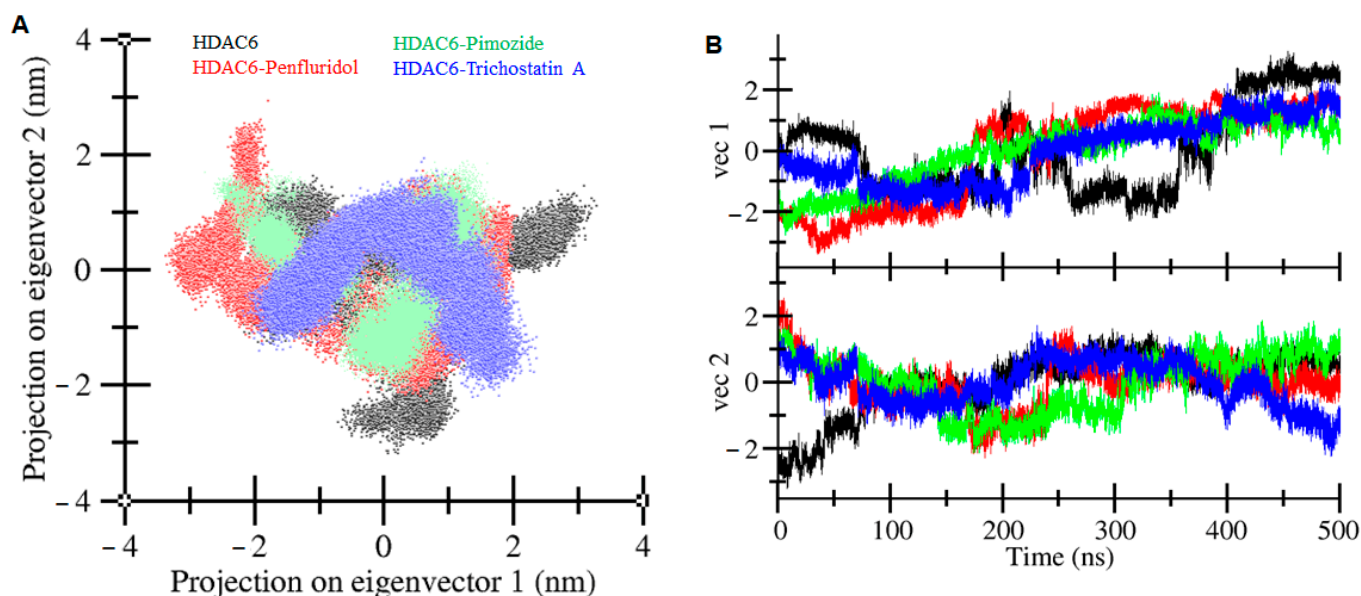 A
HDAC6
HDAC6-Pimozide
HDAC6-Penfluridol
HDAC6-Trichostatin A
Projection on eigenvector 2 (nm)
4
2
0
−2
−4
−4
−2
0
2
4
Projection on eigenvector 1 (nm)
B
vec 1
2
0
−2
vec 2
2
0
−2
0
100
200
300
400
500
Time (ns)